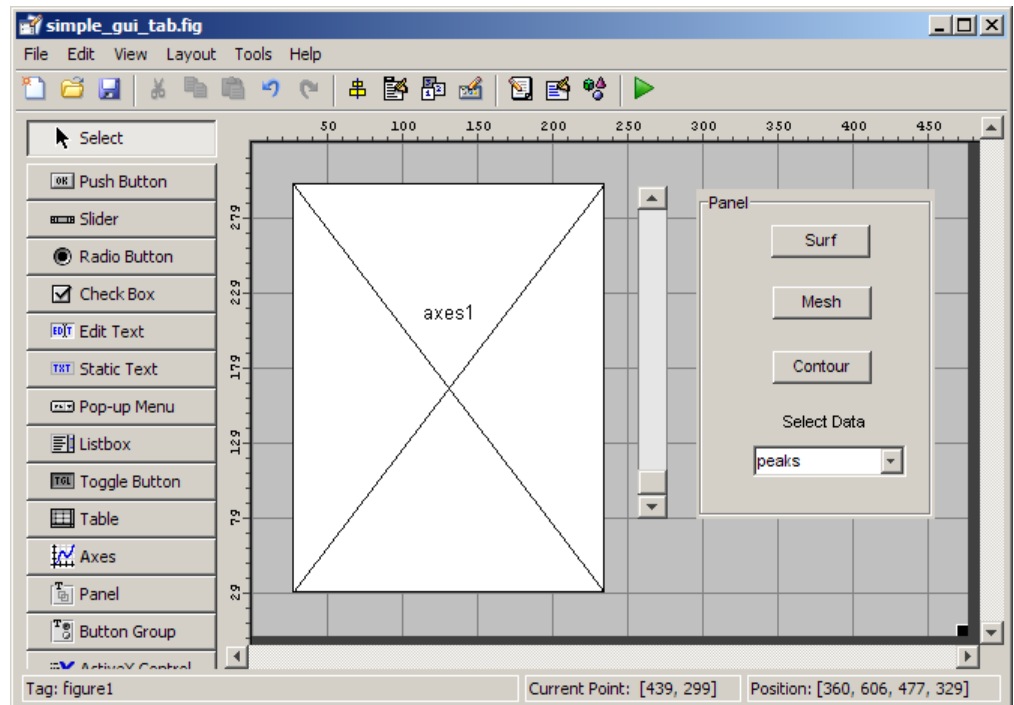 simple_gui_tab.fig
File Edit View Layout Tools Help
Select
Push Button
Slider
Radio Button
Check Box
Edit Text
Static Text
Pop-up Menu
Listbox
Toggle Button
Table
Axes
Panel
Button Group
ActiveX Control
50 100 150 200 250 300 350 400 450
279
229
179
129
79
29
axes1
Panel
Surf
Mesh
Contour
Select Data
peaks
Tag: figure1
Current Point: [439, 299]
Position: [360, 606, 477, 329]